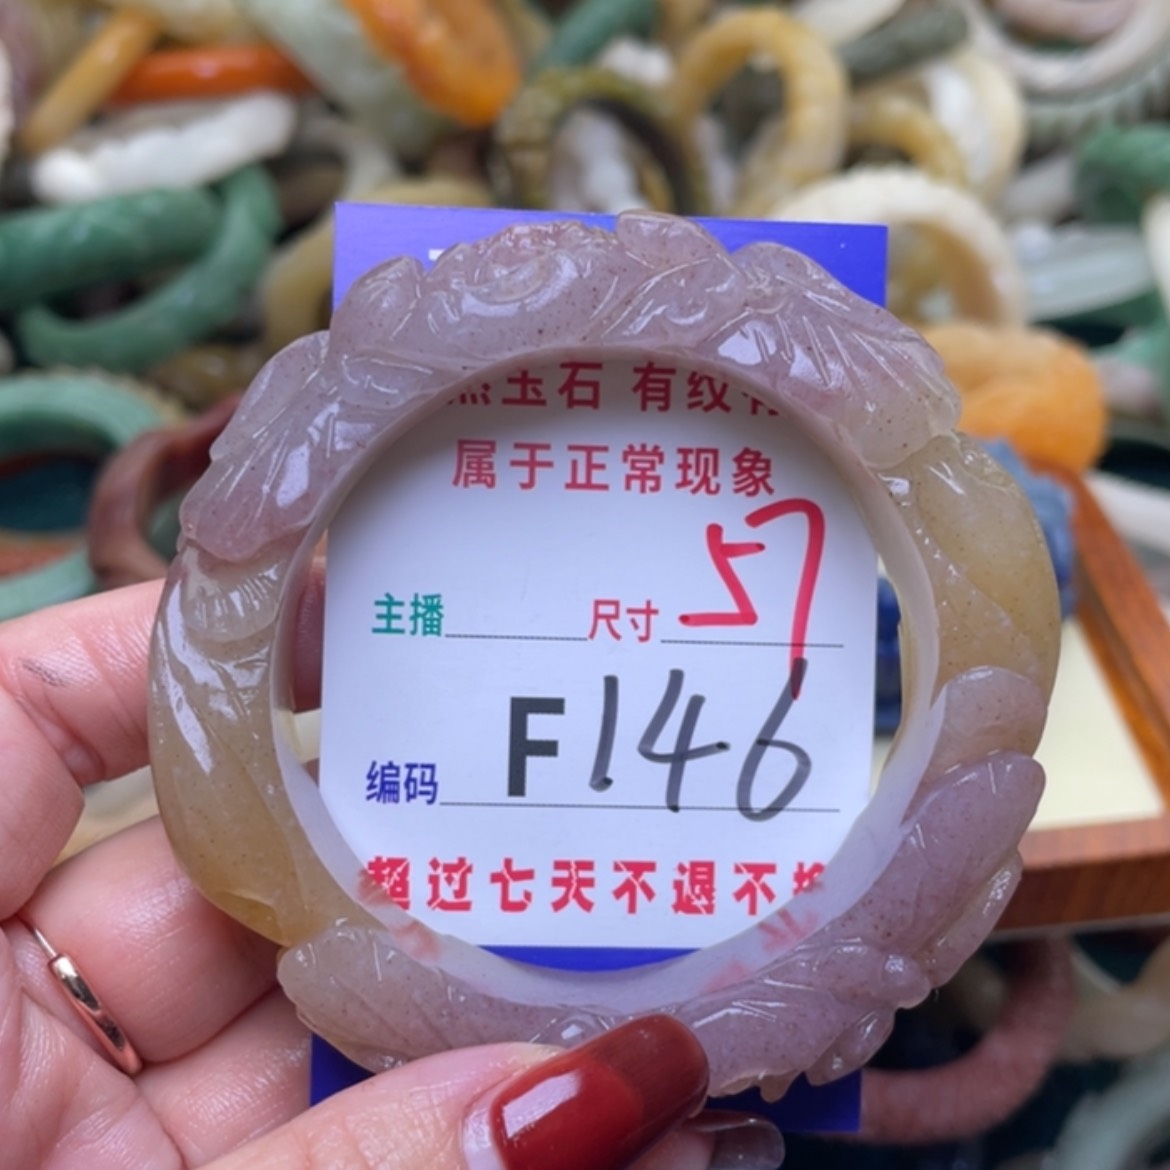 玉石 有纹
属于正常现象
主播 尺寸 57
编码 F146
超过七天不退不